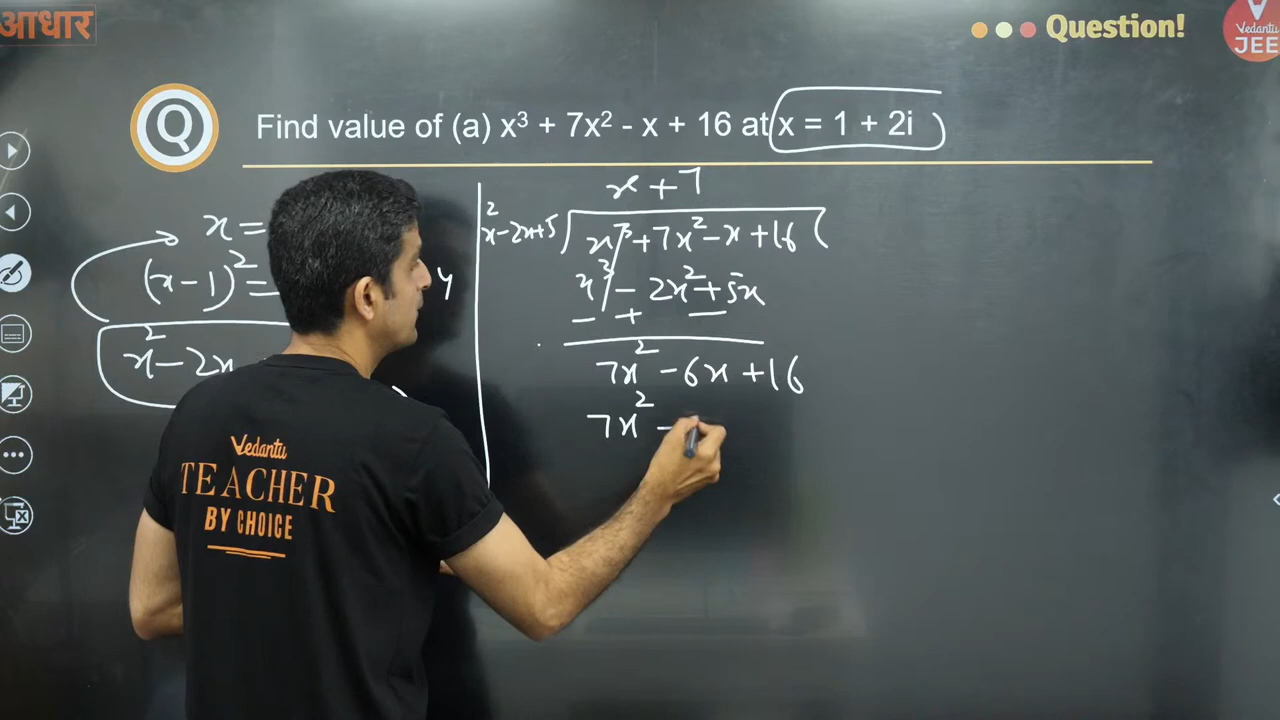 आधार
Question!
Vedantu
JEE
Q
Find value of (a) x³ + 7x² - x + 16 at x = 1 + 2i
x + 7
x =
x² - 2x + 5 ) x³ + 7x² - x + 16 (
(x - 1)² =
x³ - 2x² + 5x
- + -
x² - 2x
7x² - 6x + 16
7x² -
Vedantu
TEACHER
BY CHOICE